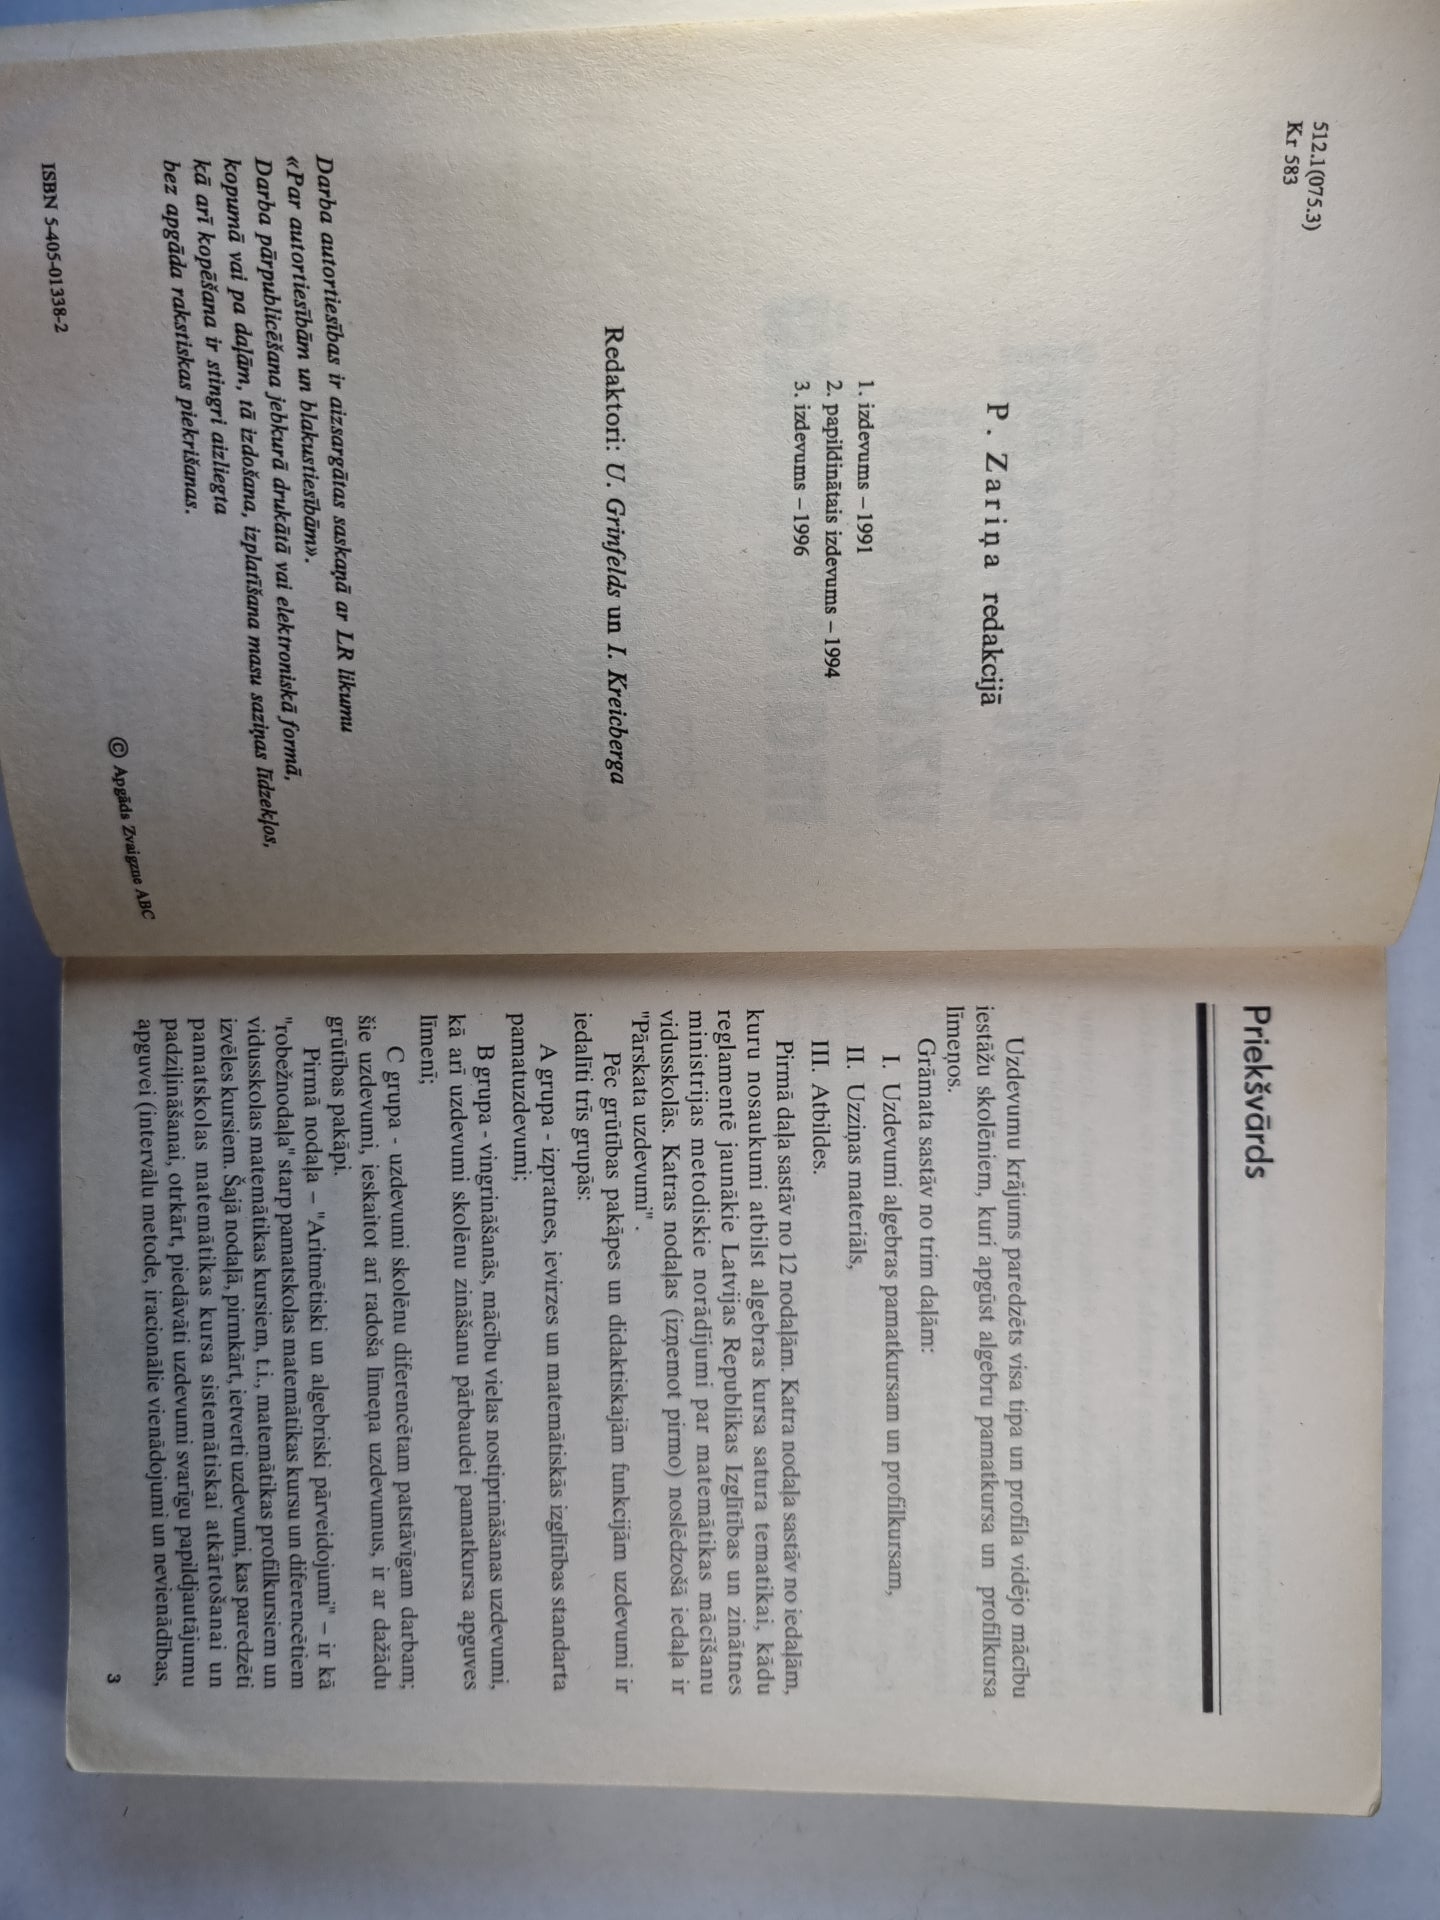 512.1(075.3)
Kr 583
P. Zariņa redakcijā
1. izdevums – 1991
2. papildinātais izdevums – 1994
3. izdevums – 1996
Redaktori: U. Grinfelds un I. Kreicberga
Darba autortiesības ir aizsargātas saskaņā ar LR likumu
«Par autortiesībām un blakustiesībām».
Darba pārpublicēšana jebkurā drukātā vai elektroniskā formā,
kopumā vai pa daļām, tā izdošana, izplatīšana masu saziņas līdzekļos,
kā arī kopēšana ir stingri aizliegta
bez apgāda rakstiskas piekrišanas.
© Apgāds Zvaigzne ABC
ISBN 5-405-01338-2
Priekšvārds
Uzdevumu krājums paredzēts visa tipa un profila vidējo mācību
iestāžu skolēniem, kuri apgūst algebru pamatkursa un profilkursa
līmeņos.
Grāmata sastāv no trim daļām:
I. Uzdevumi algebras pamatkursam un profilkursam,
II. Uzziņas materiāls,
III. Atbildes.
Pirmā daļa sastāv no 12 nodaļām. Katra nodaļa sastāv no iedaļām,
kuru nosaukumi atbilst algebras kursa satura tematikai, kādu
reglamentē jaunākie Latvijas Republikas Izglītības un zinātnes
ministrijas metodiskie norādījumi par matemātikas mācīšanu
vidusskolās. Katras nodaļas (izņemot pirmo) noslēdzošā iedaļa ir
"Pārskata uzdevumi".
Pēc grūtības pakāpes un didaktiskajām funkcijām uzdevumi ir
iedalīti trīs grupās:
A grupa - izpratnes, ievirzes un matemātiskās izglītības standarta
pamatuzdevumi;
B grupa - vingrināšanās, mācību vielas nostiprināšanas uzdevumi,
kā arī uzdevumi skolēnu zināšanu pārbaudei pamatkursa apguves
līmenī;
C grupa - uzdevumi skolēnu diferencētam patstāvīgam darbam;
šie uzdevumi, ieskaitot arī radoša līmeņa uzdevumus, ir ar dažādu
grūtības pakāpi.
Pirmā nodaļa – "Aritmētiski un algebriski pārveidojumi" – ir kā
"robežnodaļa" starp pamatskolas matemātikas kursu un diferencētiem
vidusskolas matemātikas kursiem, t.i., matemātikas profilkursiem un
izvēles kursiem. Šajā nodaļā, pirmkārt, ietverti uzdevumi, kas paredzēti
pamatskolas matemātikas kursa sistemātiskai atkārtošanai un
padziļināšanai, otrkārt, piedāvāti uzdevumi svarīgu papildjautājumu
apguvei (intervālu metode, iracionālie vienādojumi un nevienādības,
3